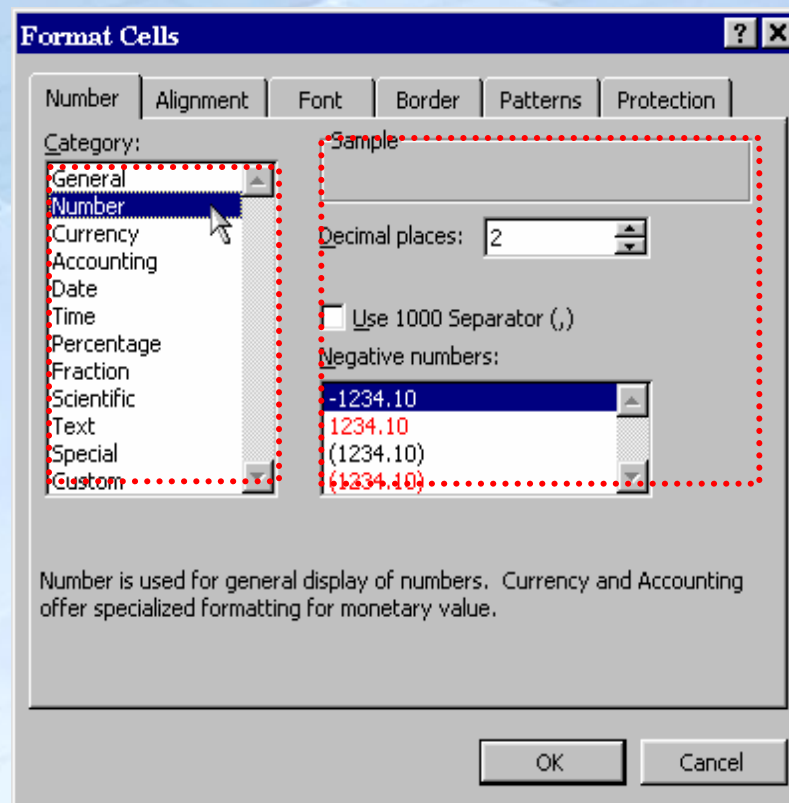 Format Cells
Number Alignment Font Border Patterns Protection
Category:
General
Number
Currency
Accounting
Date
Time
Percentage
Fraction
Scientific
Text
Special
Custom
Sample
Decimal places: 2
Use 1000 Separator (,)
Negative numbers:
-1234.10
1234.10
(1234.10)
(1234.10)
Number is used for general display of numbers. Currency and Accounting
offer specialized formatting for monetary value.
OK Cancel